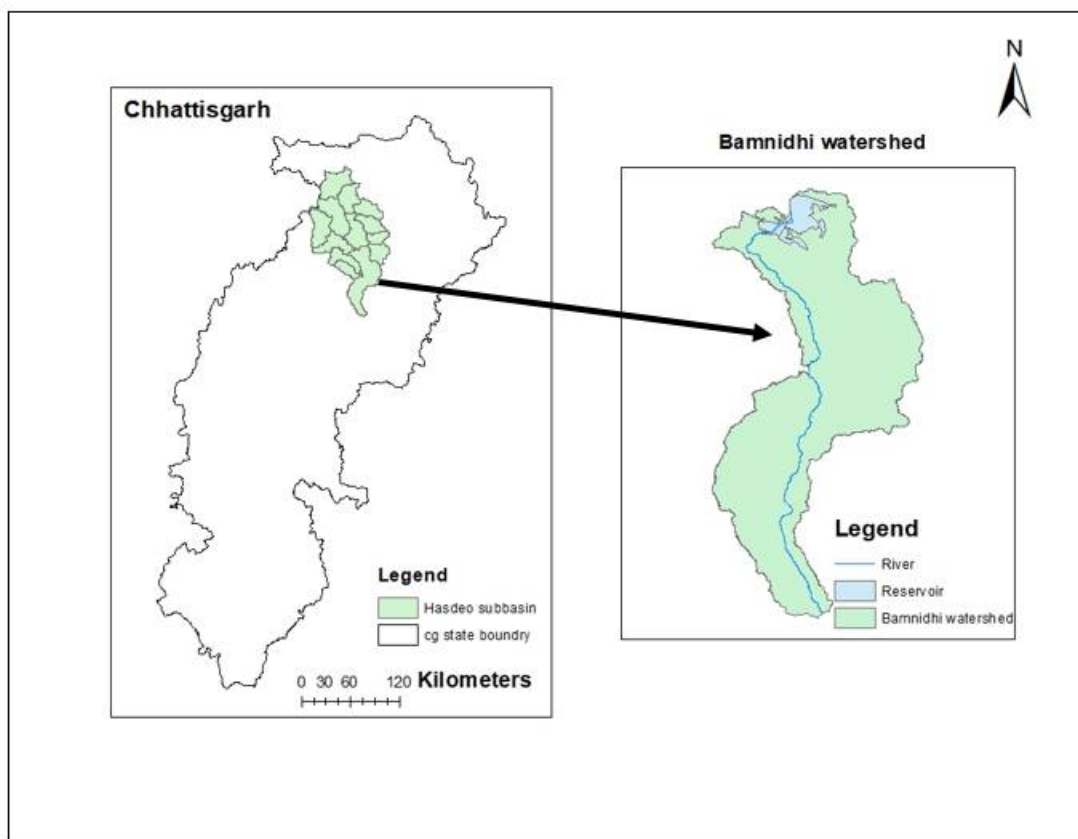 N
Chhattisgarh
Legend
Hasdeo subbasin
cg state boundry
0 30 60 120 Kilometers
Bamnidhi watershed
Legend
River
Reservoir
Bamnidhi watershed